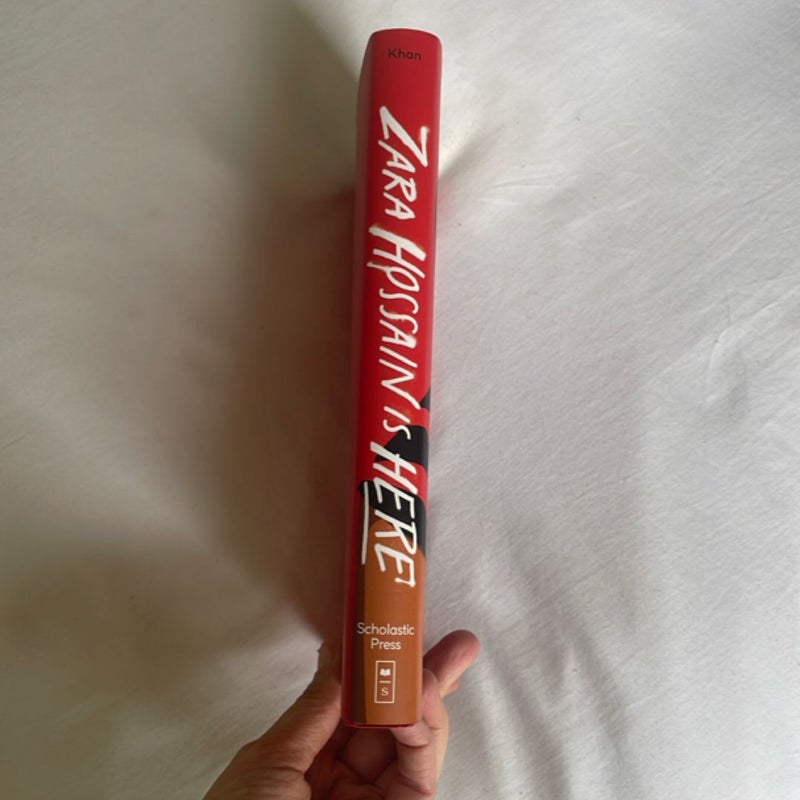 Khan
ZARA HOSSAIN IS HERE
Scholastic
Press
S